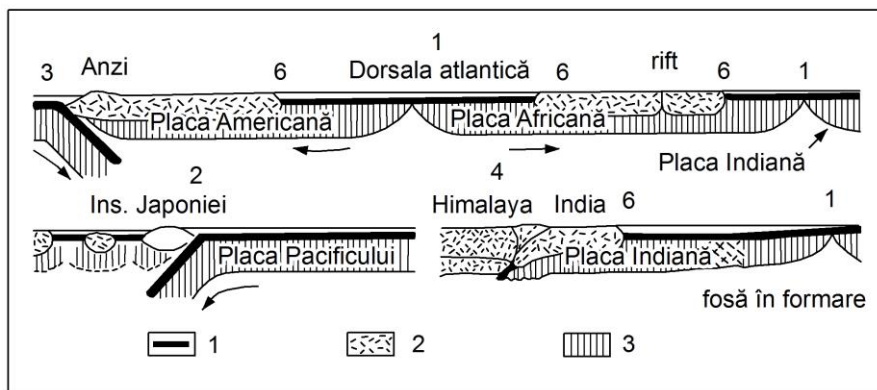 1
3 Anzi 6 Dorsala atlantică 6 rift 6 1
Placa Americană Placa Africană
Placa Indiană
2 4
Ins. Japoniei Himalaya India 6 1
Placa Pacificului Placa Indiană
fosă în formare
1 2 3